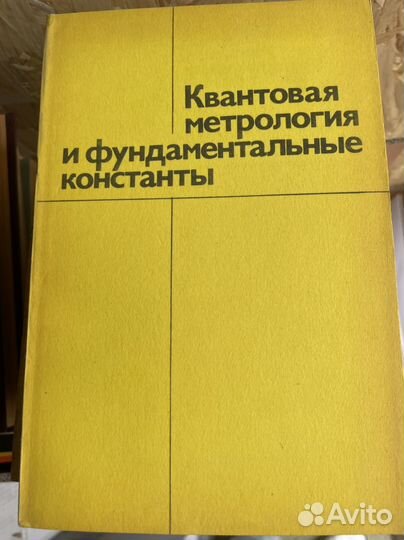 Квантовая
метрология
и фундаментальные
константы
Avito